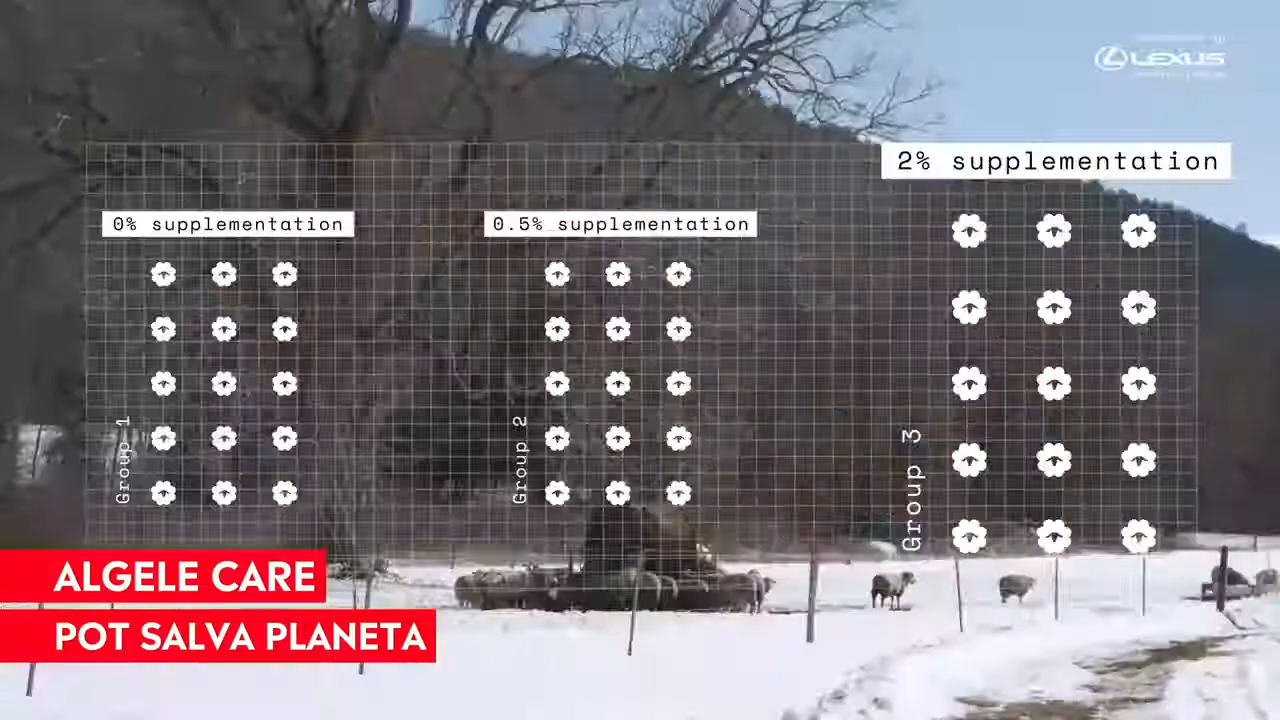 LEXUS
2% supplementation
0% supplementation
0.5% supplementation
Group 1
Group 2
Group 3
ALGELE CARE
POT SALVA PLANETA